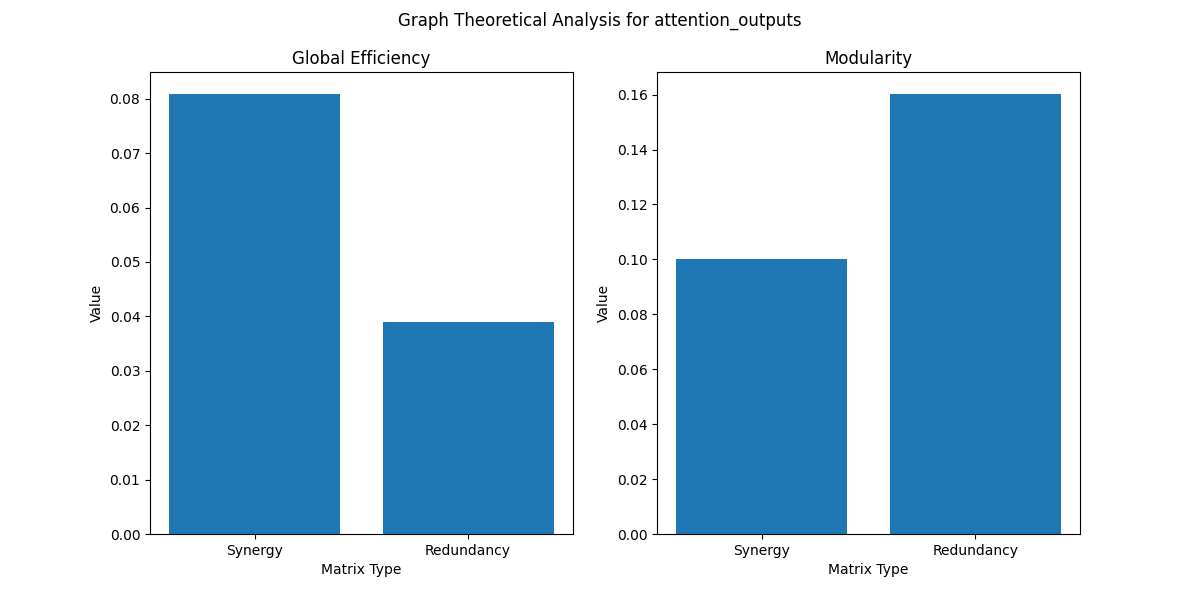 Graph Theoretical Analysis for attention_outputs
Global Efficiency
0.08
0.07
0.06
0.05
0.04
0.03
0.02
0.01
0.00
Value
Synergy Redundancy
Matrix Type
Modularity
0.16
0.14
0.12
0.10
0.08
0.06
0.04
0.02
0.00
Value
Synergy Redundancy
Matrix Type